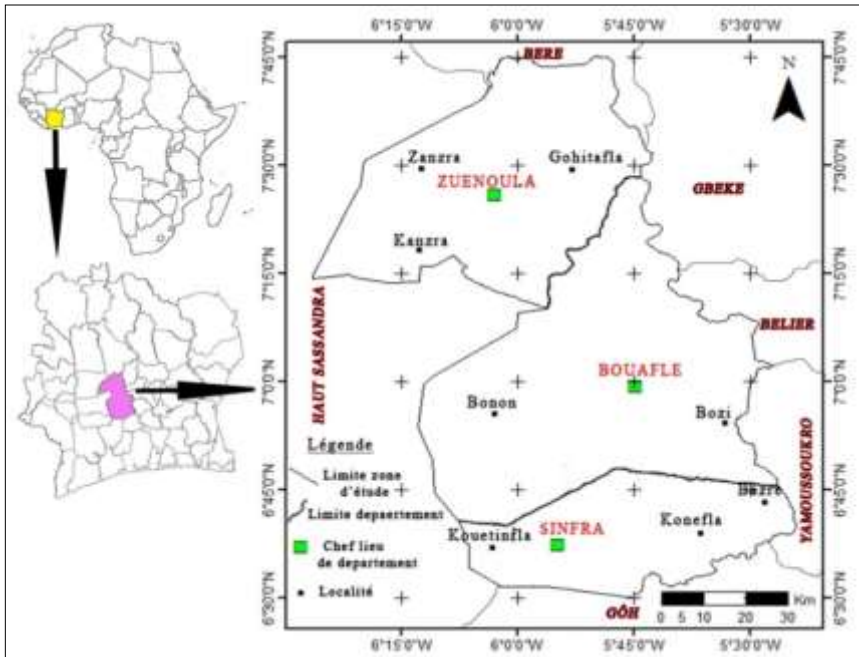 6°15'0"W 6°0'0"W 5°45'0"W 5°30'0"W
BERE
7°45'0"N 7°45'0"N
N
Zanzra Gohitafla
7°30'0"N 7°30'0"N
ZUENOULA
GBEKE
Kanzra
7°15'0"N 7°15'0"N
HAUT SASSANDRA
BELIER
BOUAFLE
7°0'0"N 7°0'0"N
Bonon Bozi
YAMOUSSOUKRO
Légende
Limite zone
d'étude
6°45'0"N 6°45'0"N
Bazre
Limite depaertement
SINFRA Konefla
Kouetinfla
Chef lieu
de departement
Localité
6°30'0"N 6°30'0"N
GÔH
Km
0 5 10 20 30
6°15'0"W 6°0'0"W 5°45'0"W 5°30'0"W